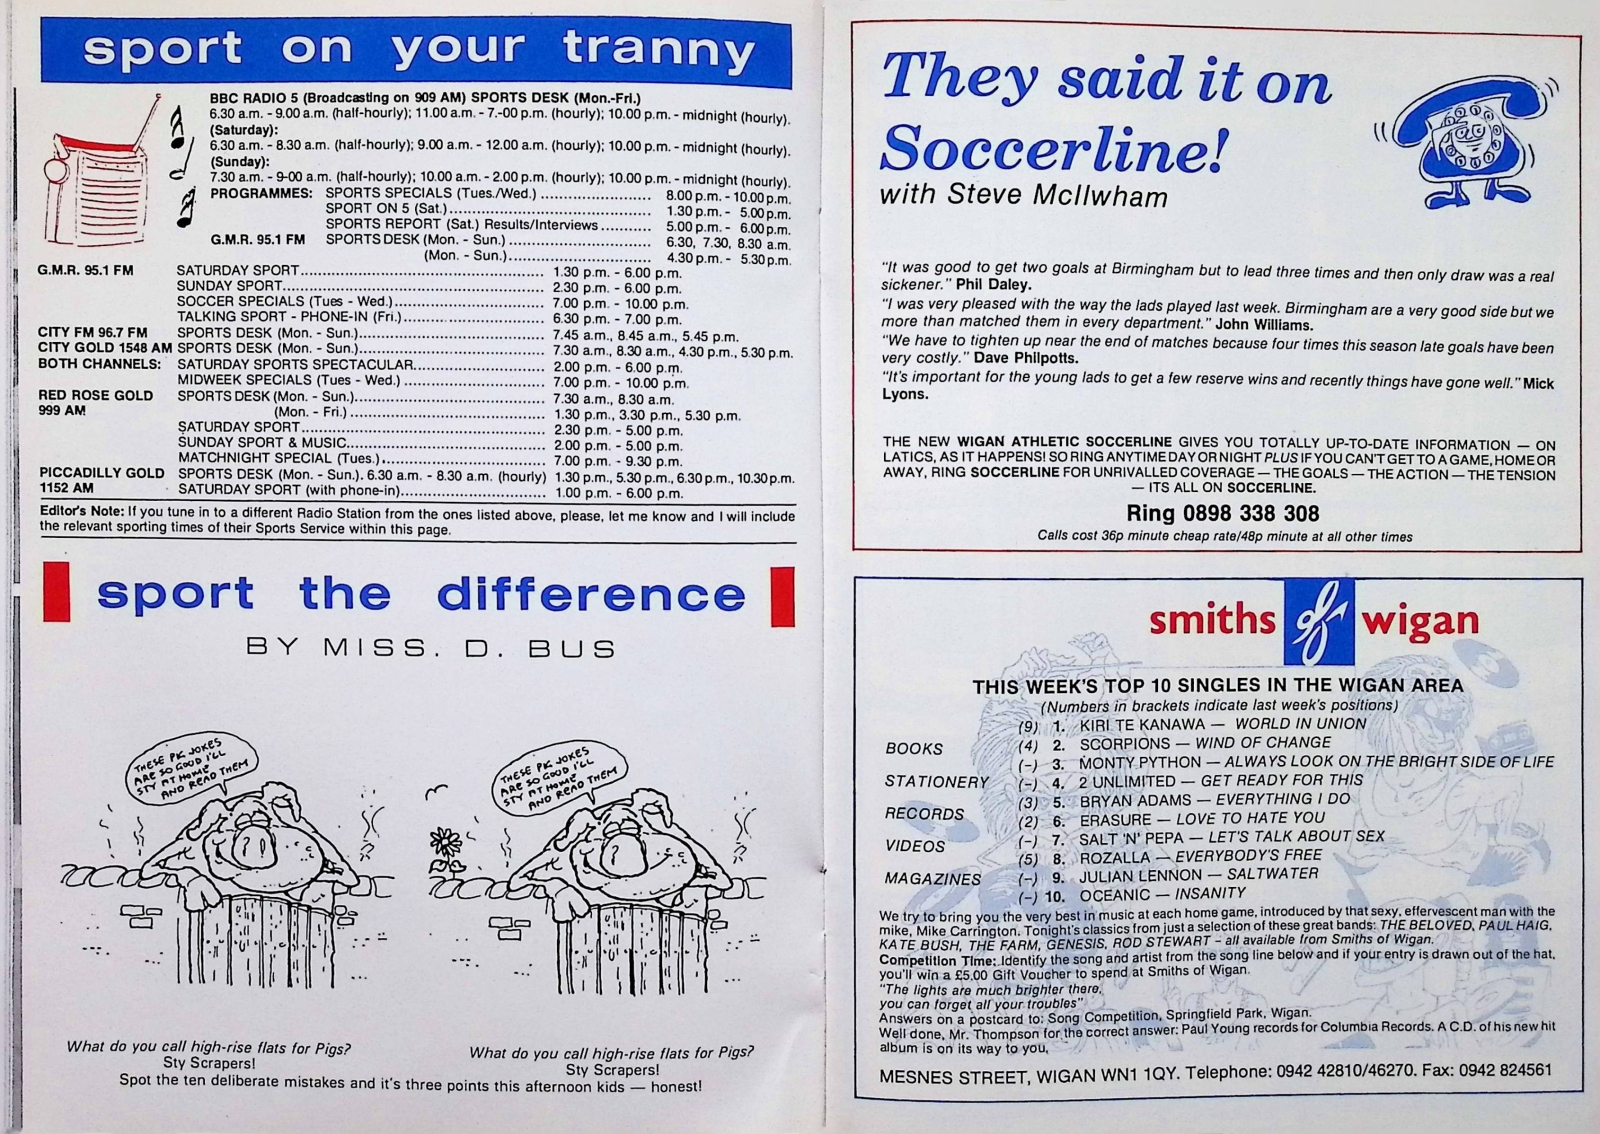 sport on your tranny
BBC RADIO 5 (Broadcasting on 909 AM) SPORTS DESK (Mon.-Fri.)
6.30 a.m. - 9.00 a.m. (half-hourly); 11.00 a.m. - 7.-00 p.m. (hourly); 10.00 p.m. - midnight (hourly).
(Saturday):
6.30 a.m. - 8.30 a.m. (half-hourly); 9.00 a.m. - 12.00 a.m. (hourly); 10.00 p.m. - midnight (hourly).
(Sunday):
7.30 a.m. - 9-00 a.m. (half-hourly); 10.00 a.m. - 2.00 p.m. (hourly); 10.00 p.m. - midnight (hourly).
PROGRAMMES: SPORTS SPECIALS (Tues./Wed.) ........................ 8.00 p.m. - 10.00 p.m.
SPORT ON 5 (Sat.) ........................ 1.30 p.m. - 5.00 p.m.
SPORTS REPORT (Sat.) Results/Interviews ........... 5.00 p.m. - 6.00 p.m.
G.M.R. 95.1 FM SPORTS DESK (Mon. - Sun.) ........................ 6.30, 7.30, 8.30 a.m.
(Mon. - Sun.) ........................ 4.30 p.m. - 5.30 p.m.
G.M.R. 95.1 FM SATURDAY SPORT ........................ 1.30 p.m. - 6.00 p.m.
SUNDAY SPORT ........................ 2.30 p.m. - 6.00 p.m.
SOCCER SPECIALS (Tues - Wed.) ........................ 7.00 p.m. - 10.00 p.m.
TALKING SPORT - PHONE-IN (Fri.) ........................ 6.30 p.m. - 7.00 p.m.
CITY FM 96.7 FM SPORTS DESK (Mon. - Sun.) ........................ 7.45 a.m., 8.45 a.m., 5.45 p.m.
CITY GOLD 1548 AM SPORTS DESK (Mon. - Sun.) ........................ 7.30 a.m., 8.30 a.m., 4.30 p.m., 5.30 p.m.
BOTH CHANNELS: SATURDAY SPORTS SPECTACULAR ........................ 2.00 p.m. - 6.00 p.m.
MIDWEEK SPECIALS (Tues - Wed.) ........................ 7.00 p.m. - 10.00 p.m.
RED ROSE GOLD SPORTS DESK (Mon. - Sun.) ........................ 7.30 a.m., 8.30 a.m.
999 AM (Mon. - Fri.) ........................ 1.30 p.m., 3.30 p.m., 5.30 p.m.
SATURDAY SPORT ........................ 2.30 p.m. - 5.00 p.m.
SUNDAY SPORT & MUSIC ........................ 2.00 p.m. - 5.00 p.m.
MATCHNIGHT SPECIAL (Tues.) ........................ 7.00 p.m. - 9.30 p.m.
PICCADILLY GOLD SPORTS DESK (Mon. - Sun.). 6.30 a.m. - 8.30 a.m. (hourly) 1.30 p.m., 5.30 p.m., 6.30 p.m., 10.30 p.m.
1152 AM SATURDAY SPORT (with phone-in) ........................ 1.00 p.m. - 6.00 p.m.
Editor's Note: If you tune in to a different Radio Station from the ones listed above, please, let me know and I will include
the relevant sporting times of their Sports Service within this page.
sport the difference
BY MISS. D. BUS
THESE PIG JOKES
ARE SO GOOD I'LL
STY AT HOME
AND READ THEM
THESE PIG JOKES
ARE SO GOOD I'LL
STY AT HOME
AND READ THEM
What do you call high-rise flats for Pigs?
Sty Scrapers!
What do you call high-rise flats for Pigs?
Sty Scrapers!
Spot the ten deliberate mistakes and it's three points this afternoon kids — honest!
They said it on
Soccerline!
with Steve McIlwham
"It was good to get two goals at Birmingham but to lead three times and then only draw was a real
sickener." Phil Daley.
"I was very pleased with the way the lads played last week. Birmingham are a very good side but we
more than matched them in every department." John Williams.
"We have to tighten up near the end of matches because four times this season late goals have been
very costly." Dave Philpotts.
"It's important for the young lads to get a few reserve wins and recently things have gone well." Mick
Lyons.
THE NEW WIGAN ATHLETIC SOCCERLINE GIVES YOU TOTALLY UP-TO-DATE INFORMATION — ON
LATICS, AS IT HAPPENS! SO RING ANYTIME DAY OR NIGHT PLUS IF YOU CAN'T GET TO A GAME, HOME OR
AWAY, RING SOCCERLINE FOR UNRIVALLED COVERAGE — THE GOALS — THE ACTION — THE TENSION
— ITS ALL ON SOCCERLINE.
Ring 0898 338 308
Calls cost 36p minute cheap rate/48p minute at all other times
smiths of wigan
THIS WEEK'S TOP 10 SINGLES IN THE WIGAN AREA
(Numbers in brackets indicate last week's positions)
(9) 1. KIRI TE KANAWA — WORLD IN UNION
BOOKS (4) 2. SCORPIONS — WIND OF CHANGE
(-) 3. MONTY PYTHON — ALWAYS LOOK ON THE BRIGHT SIDE OF LIFE
STATIONERY (-) 4. 2 UNLIMITED — GET READY FOR THIS
(3) 5. BRYAN ADAMS — EVERYTHING I DO
RECORDS (2) 6. ERASURE — LOVE TO HATE YOU
VIDEOS (-) 7. SALT 'N' PEPA — LET'S TALK ABOUT SEX
(5) 8. ROZALLA — EVERYBODY'S FREE
MAGAZINES (-) 9. JULIAN LENNON — SALTWATER
(-) 10. OCEANIC — INSANITY
We try to bring you the very best in music at each home game, introduced by that sexy, effervescent man with the
mike, Mike Carrington. Tonight's classics from just a selection of these great bands: THE BELOVED, PAUL HAIG,
KATE BUSH, THE FARM, GENESIS, ROD STEWART - all available from Smiths of Wigan.
Competition Time: Identify the song and artist from the song line below and if your entry is drawn out of the hat,
you'll win a £5.00 Gift Voucher to spend at Smiths of Wigan.
"The lights are much brighter there,
you can forget all your troubles"
Answers on a postcard to: Song Competition, Springfield Park, Wigan.
Well done, Mr. Thompson for the correct answer: Paul Young records for Columbia Records. A C.D. of his new hit
album is on its way to you,
MESNES STREET, WIGAN WN1 1QY. Telephone: 0942 42810/46270. Fax: 0942 824561